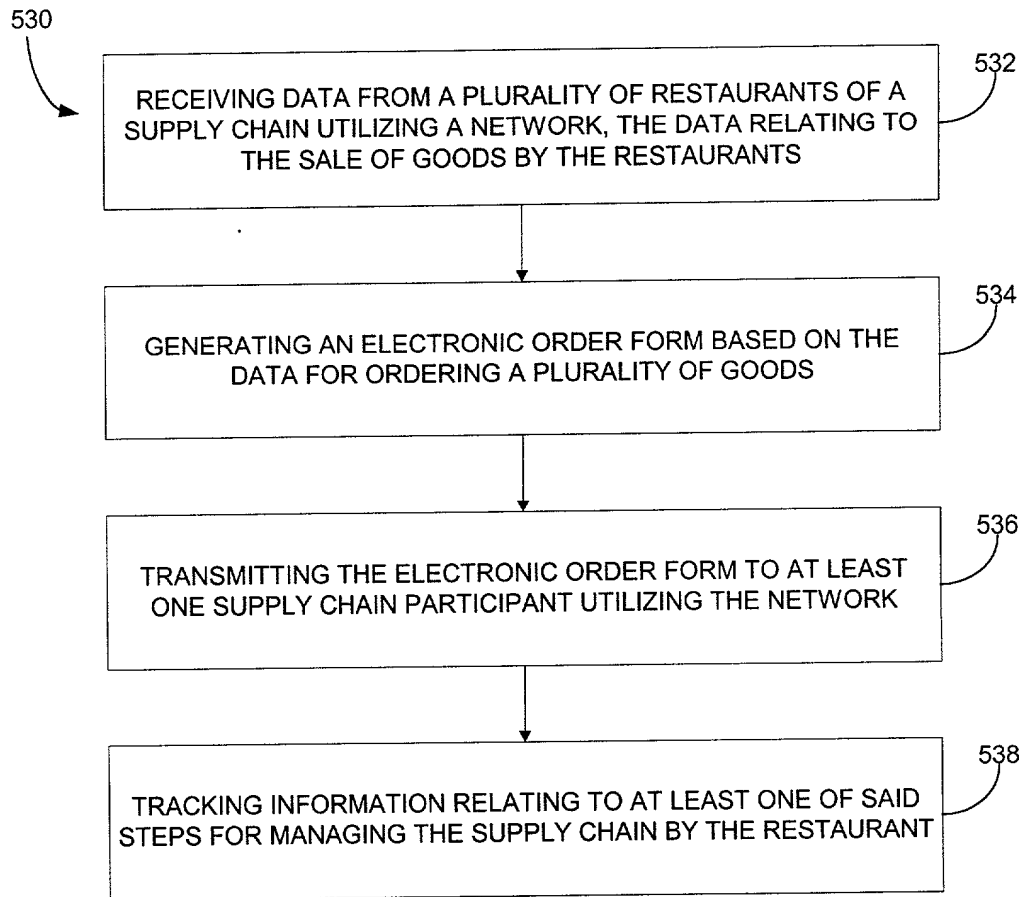 530
532
RECEIVING DATA FROM A PLURALITY OF RESTAURANTS OF A
SUPPLY CHAIN UTILIZING A NETWORK, THE DATA RELATING TO
THE SALE OF GOODS BY THE RESTAURANTS
534
GENERATING AN ELECTRONIC ORDER FORM BASED ON THE
DATA FOR ORDERING A PLURALITY OF GOODS
536
TRANSMITTING THE ELECTRONIC ORDER FORM TO AT LEAST
ONE SUPPLY CHAIN PARTICIPANT UTILIZING THE NETWORK
538
TRACKING INFORMATION RELATING TO AT LEAST ONE OF SAID
STEPS FOR MANAGING THE SUPPLY CHAIN BY THE RESTAURANT